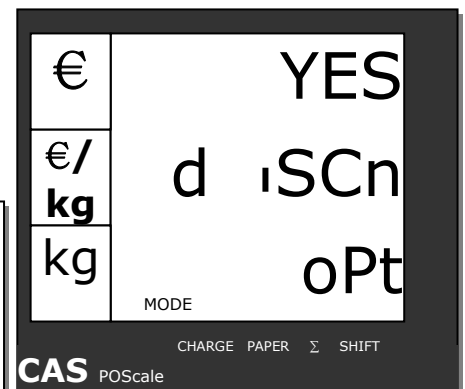 € YES
€/ kg d ıSCn
kg oPt
MODE
CHARGE PAPER Σ SHIFT
CAS POScale